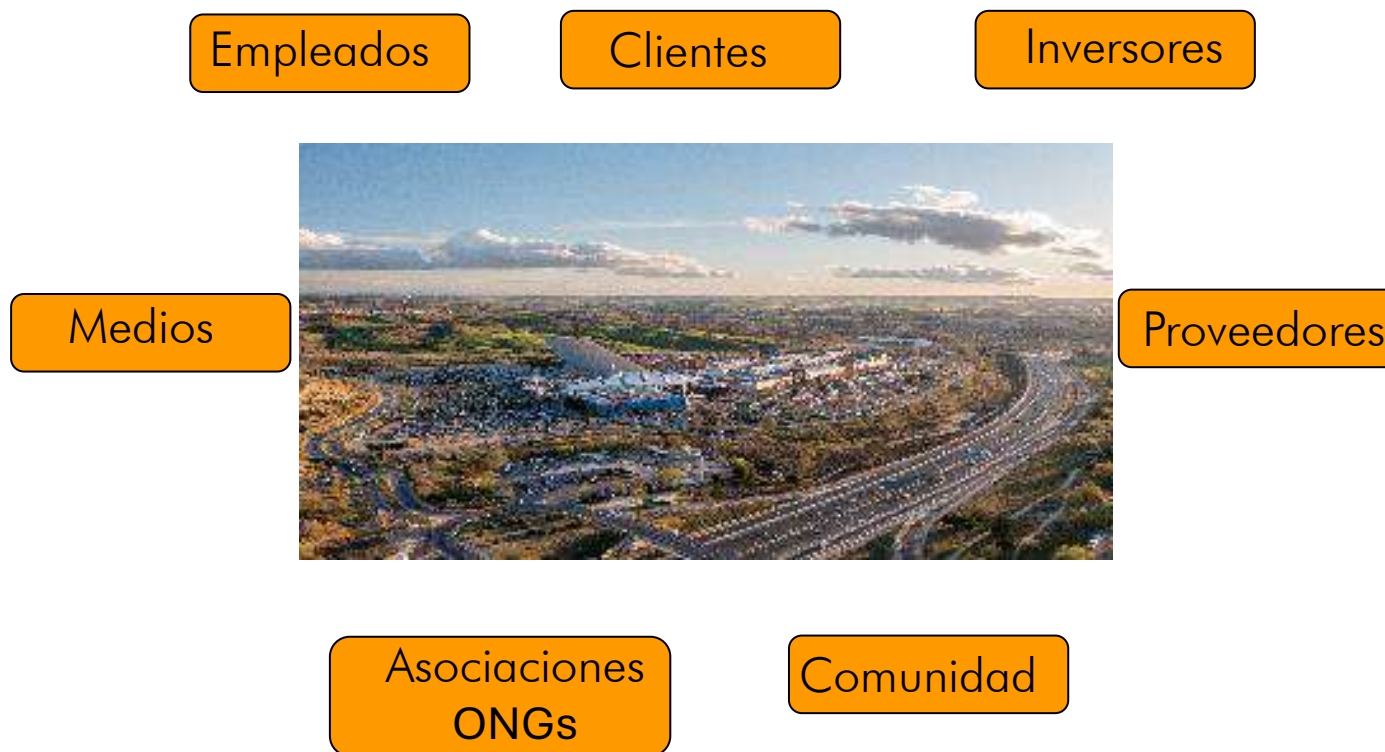 Empleados
Clientes
Inversores
Medios
Proveedores
Asociaciones
ONGs
Comunidad